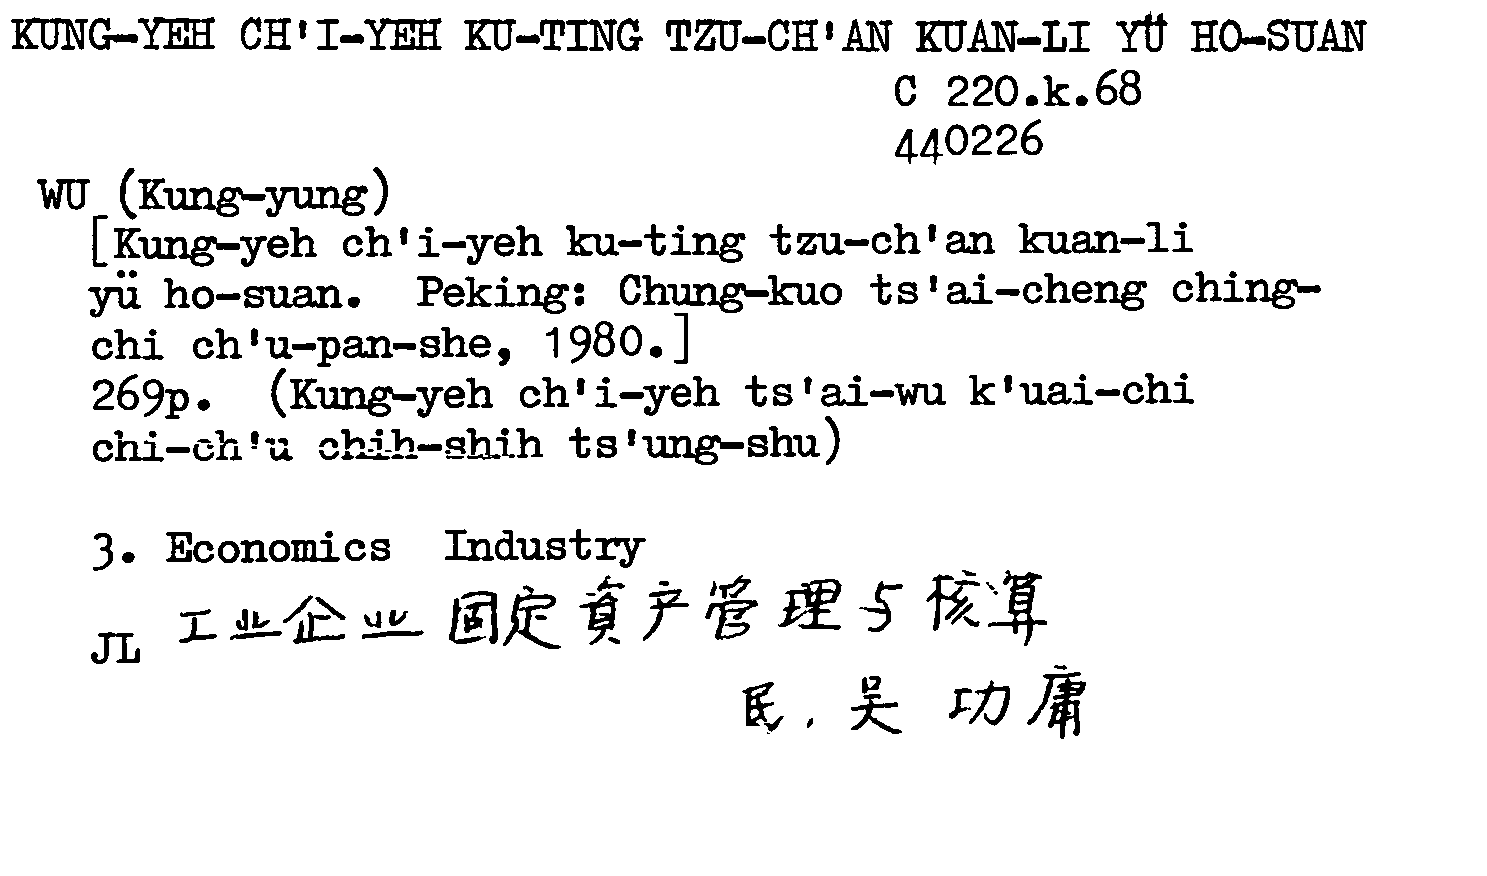 KUNG-YEH CH'I-YEH KU-TING TZU-CH'AN KUAN-LI YÜ HO-SUAN
C 220.k.68
440226
WU (Kung-yung)
[Kung-yeh ch'i-yeh ku-ting tzu-ch'an kuan-li
yü ho-suan. Peking: Chung-kuo ts'ai-cheng ching-
chi ch'u-pan-she, 1980.]
269p. (Kung-yeh ch'i-yeh ts'ai-wu k'uai-chi
chi-ch'u chih-shih ts'ung-shu)
3. Economics Industry
工业企业固定資产管理与核算
JL
民. 吴功庸